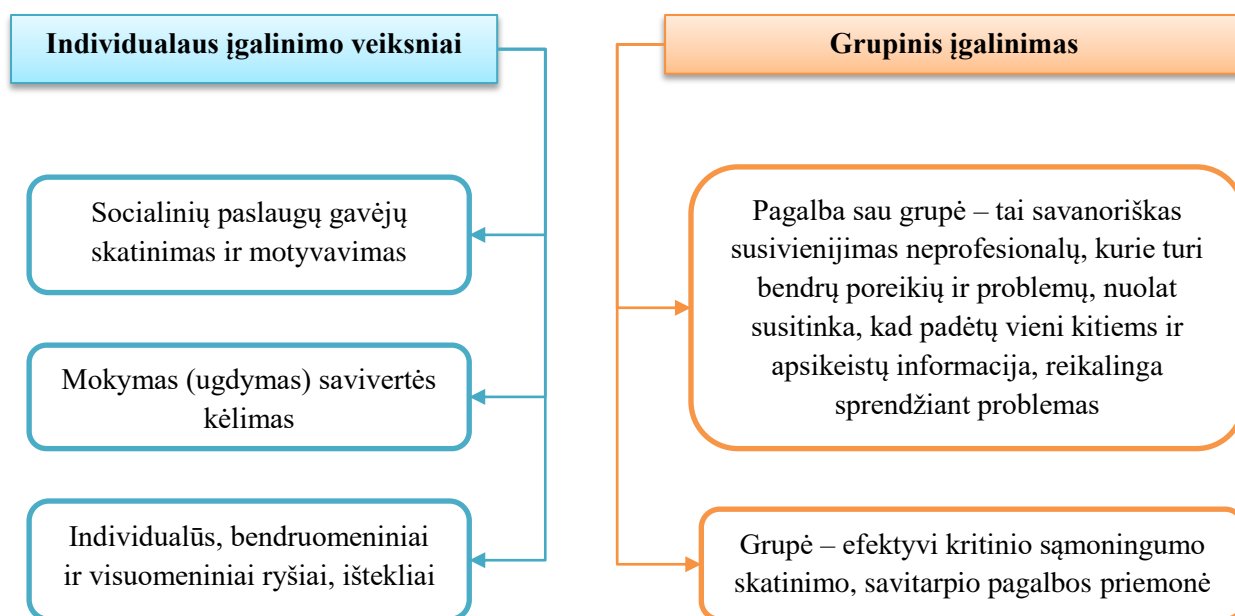 Individualaus įgalinimo veiksniai
Socialinių paslaugų gavėjų
skatinimas ir motyvavimas
Mokymas (ugdymas) savivertės
kėlimas
Individualūs, bendruomeniniai
ir visuomeniniai ryšiai, ištekliai
Grupinis įgalinimas
Pagalba sau grupė – tai savanoriškas
susivienijimas neprofesionalų, kurie turi
bendrų poreikių ir problemų, nuolat
susitinka, kad padėtų vieni kitiems ir
apsikeistų informacija, reikalinga
sprendžiant problemas
Grupė – efektyvi kritinio sąmoningumo
skatinimo, savitarpio pagalbos priemonė